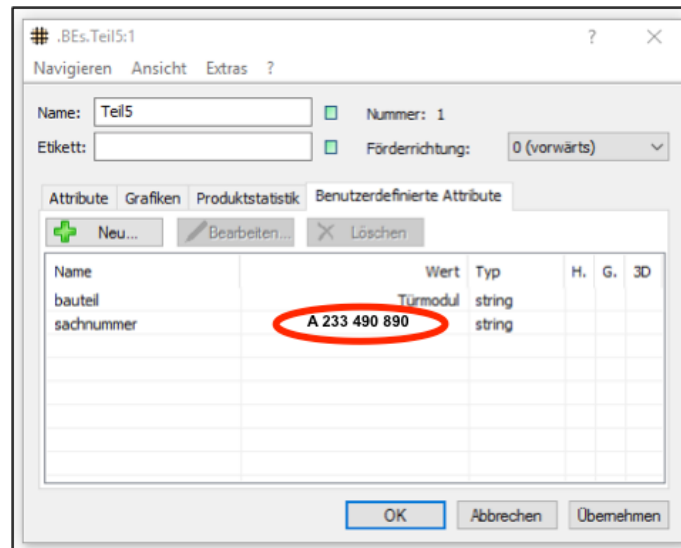 .BEs.Teil5:1 ? ×
Navigieren Ansicht Extras ?
Name: Teil5 Nummer: 1
Etikett: Förderrichtung: 0 (vorwärts)
Attribute Grafiken Produktstatistik Benutzerdefinierte Attribute
Neu... Bearbeiten... Löschen
Name Wert Typ H. G. 3D
bauteil Türmodul string
sachnummer A 233 490 890 string
OK Abbrechen Übernehmen